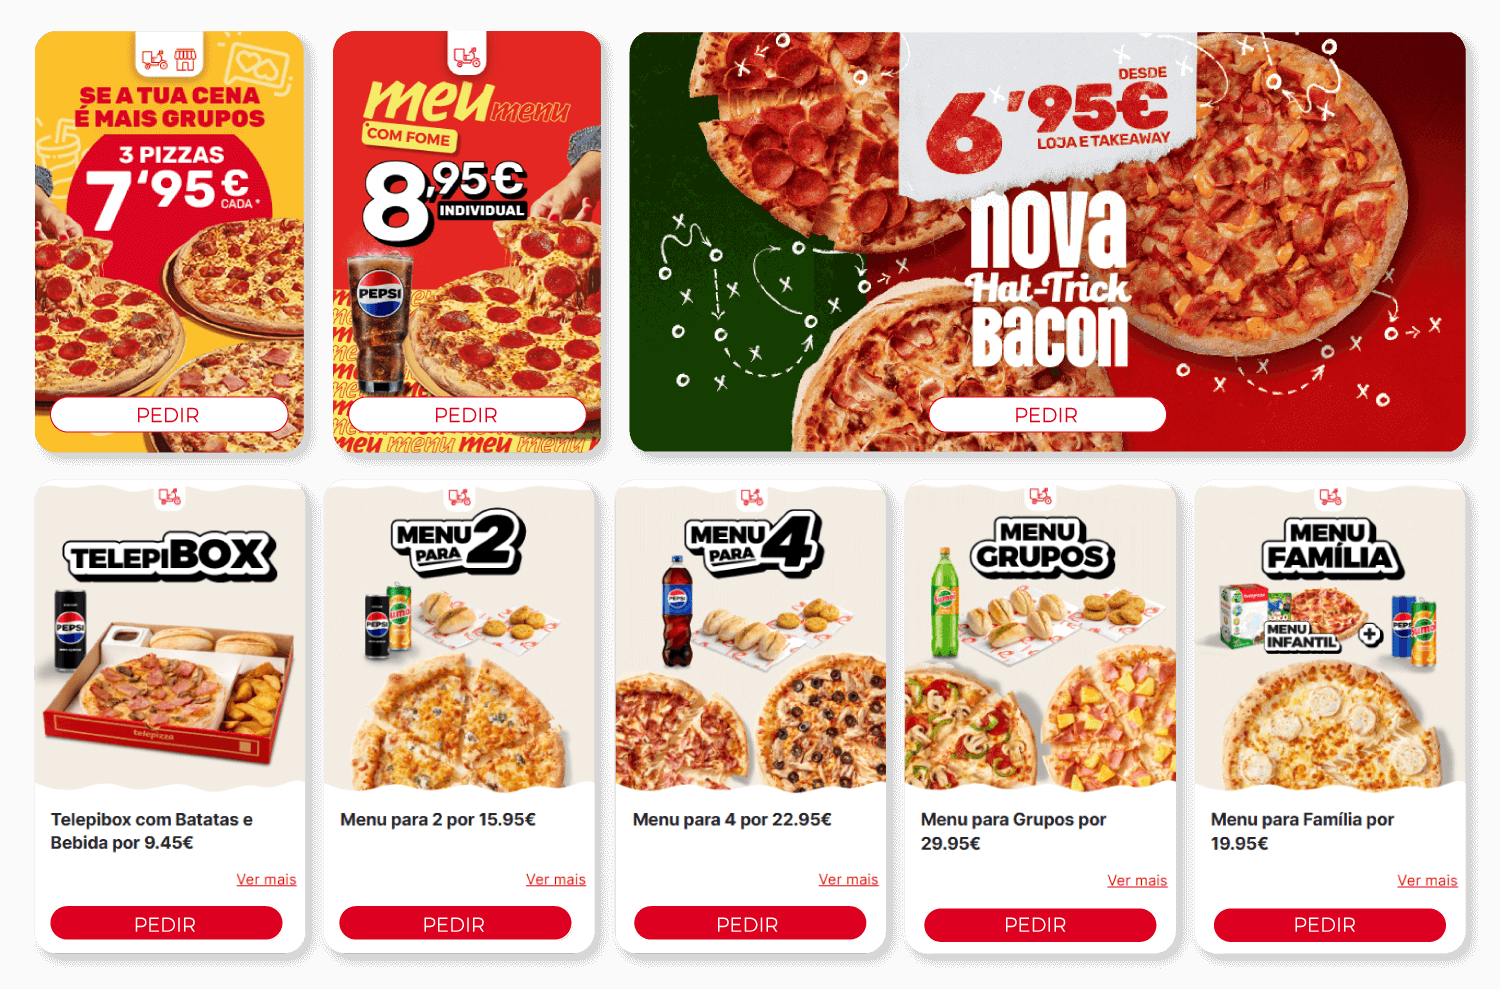 SE A TUA CENA
É MAIS GRUPOS
3 PIZZAS
7'95€
CADA*
PEDIR
meu menu
COM FOME
8,95€
INDIVIDUAL
PEPSI
meu menu meu menu
PEDIR
DESDE
6'95€
LOJA E TAKEAWAY
NOVA
Hat-Trick
BACON
PEDIR
TELEPIBOX
PEPSI
telepizza
Telepibox com Batatas e
Bebida por 9.45€
Ver mais
PEDIR
MENU
PARA 2
PEPSI
Menu para 2 por 15.95€
Ver mais
PEDIR
MENU
PARA 4
PEPSI
Menu para 4 por 22.95€
Ver mais
PEDIR
MENU
GRUPOS
Menu para Grupos por
29.95€
Ver mais
PEDIR
MENU
FAMÍLIA
MENU
INFANTIL
+
PEPSI
Menu para Família por
19.95€
Ver mais
PEDIR